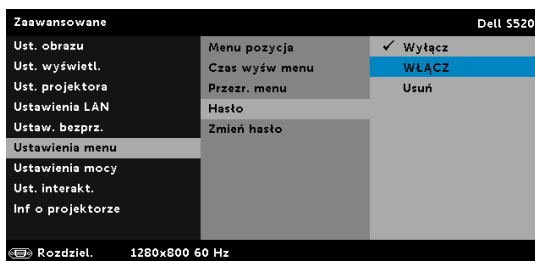 Zaawansowane
Dell S520
Ust. obrazu
Ust. wyświetl.
Ust. projektora
Ustawienia LAN
Ustaw. bezprz.
Ustawienia menu
Ustawienia mocy
Ust. interakt.
Inf o projektorze
Menu pozycja
Czas wyśw menu
Przezr. menu
Hasło
Zmień hasło
✓ Wyłącz
WŁĄCZ
Usuń
Rozdziel. 1280x800 60 Hz